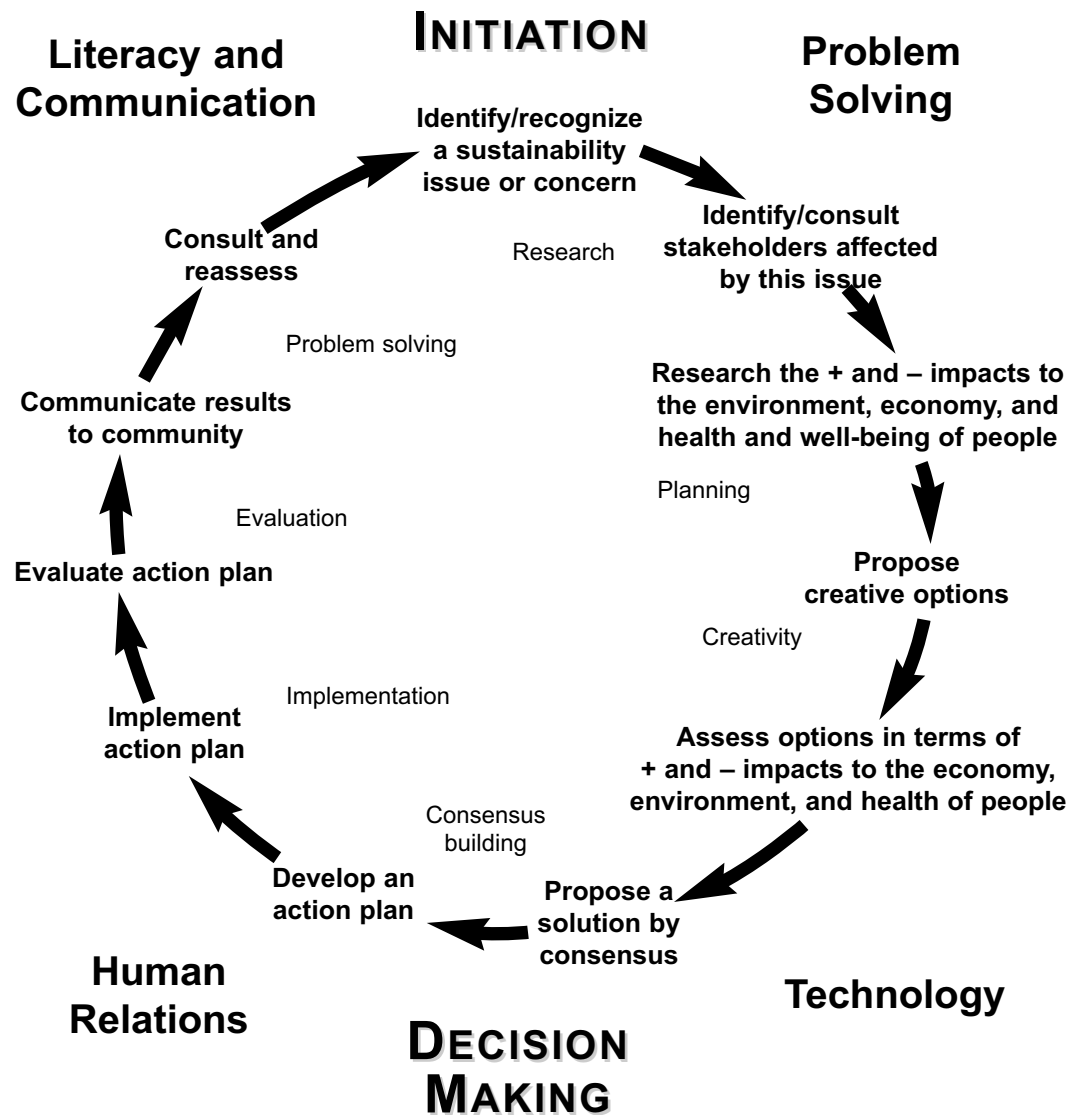 INITIATION
Literacy and
Communication
Problem
Solving
Identify/recognize
a sustainability
issue or concern
Identify/consult
stakeholders affected
by this issue
Research
Consult and
reassess
Problem solving
Research the + and – impacts to
the environment, economy, and
health and well-being of people
Communicate results
to community
Planning
Evaluation
Propose
creative options
Evaluate action plan
Creativity
Implementation
Implement
action plan
Assess options in terms of
+ and – impacts to the economy,
environment, and health of people
Consensus
building
Develop an
action plan
Propose a
solution by
consensus
Human
Relations
Technology
DECISION
MAKING